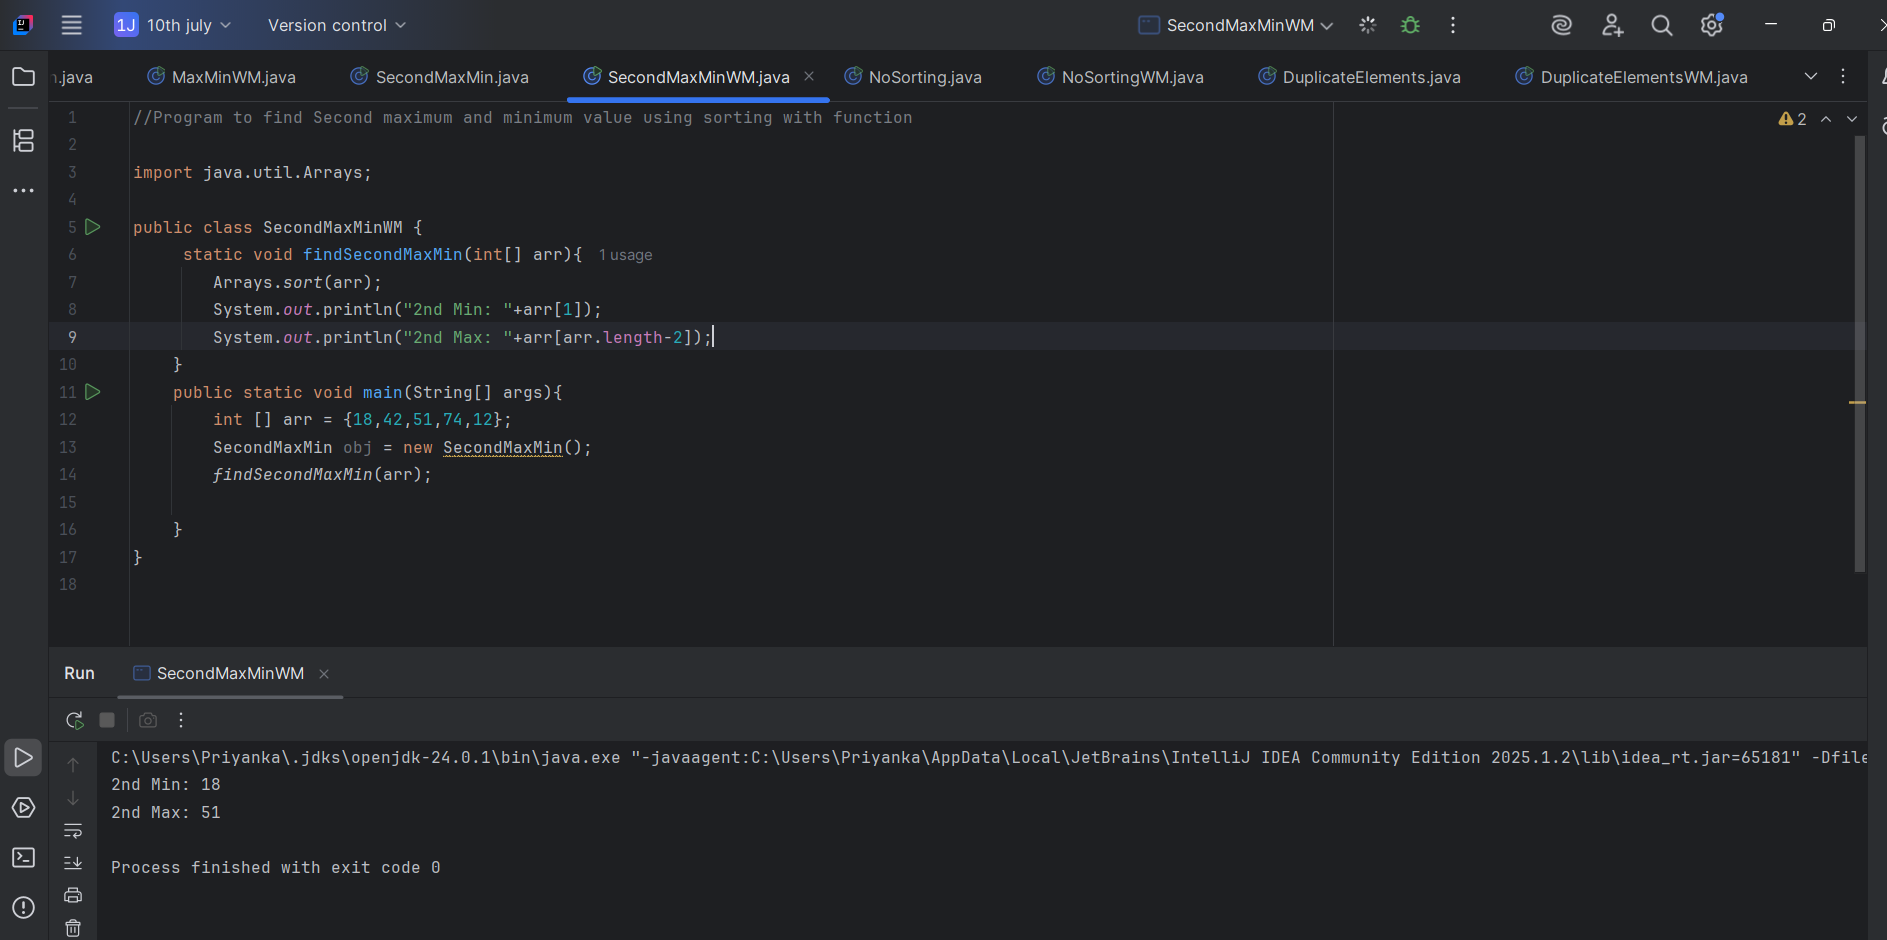 1J 10th july Version control SecondMaxMinWM
.java MaxMinWM.java SecondMaxMin.java SecondMaxMinWM.java NoSorting.java NoSortingWM.java DuplicateElements.java DuplicateElementsWM.java
1 //Program to find Second maximum and minimum value using sorting with function
2
2
3 import java.util.Arrays;
4
5 public class SecondMaxMinWM {
6 static void findSecondMaxMin(int[] arr){ 1 usage
7 Arrays.sort(arr);
8 System.out.println("2nd Min: "+arr[1]);
9 System.out.println("2nd Max: "+arr[arr.length-2]);
10 }
11 public static void main(String[] args){
12 int [] arr = {18,42,51,74,12};
13 SecondMaxMin obj = new SecondMaxMin();
14 findSecondMaxMin(arr);
15
16 }
17 }
18
Run SecondMaxMinWM
C:\Users\Priyanka\.jdks\openjdk-24.0.1\bin\java.exe "-javaagent:C:\Users\Priyanka\AppData\Local\JetBrains\IntelliJ IDEA Community Edition 2025.1.2\lib\idea_rt.jar=65181" -Dfile
2nd Min: 18
2nd Max: 51
Process finished with exit code 0